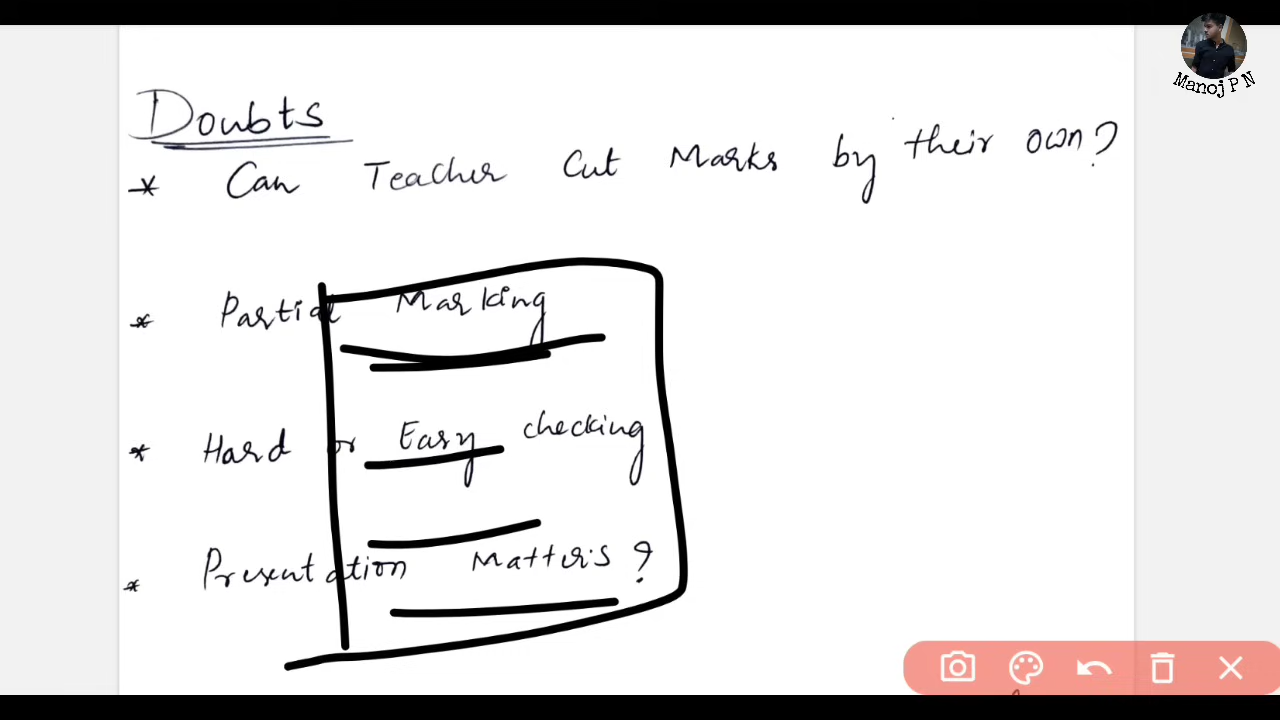 Manoj P N
Doubts
* Can Teacher Cut Marks by their own?
* Partial Marking
* Hard or Easy checking
* Presentation Matters?